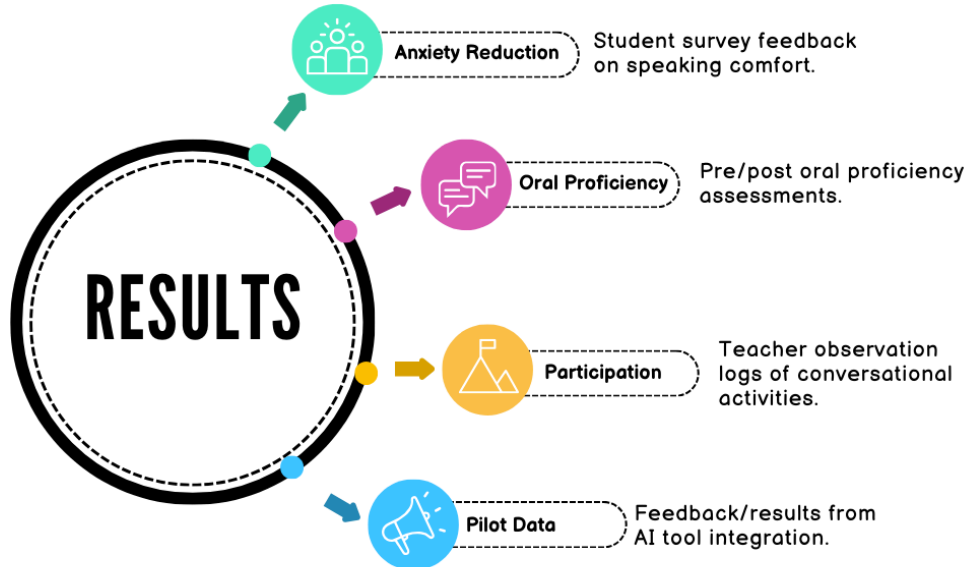 Anxiety Reduction
Student survey feedback
on speaking comfort.
Oral Proficiency
Pre/post oral proficiency
assessments.
RESULTS
Participation
Teacher observation
logs of conversational
activities.
Pilot Data
Feedback/results from
AI tool integration.